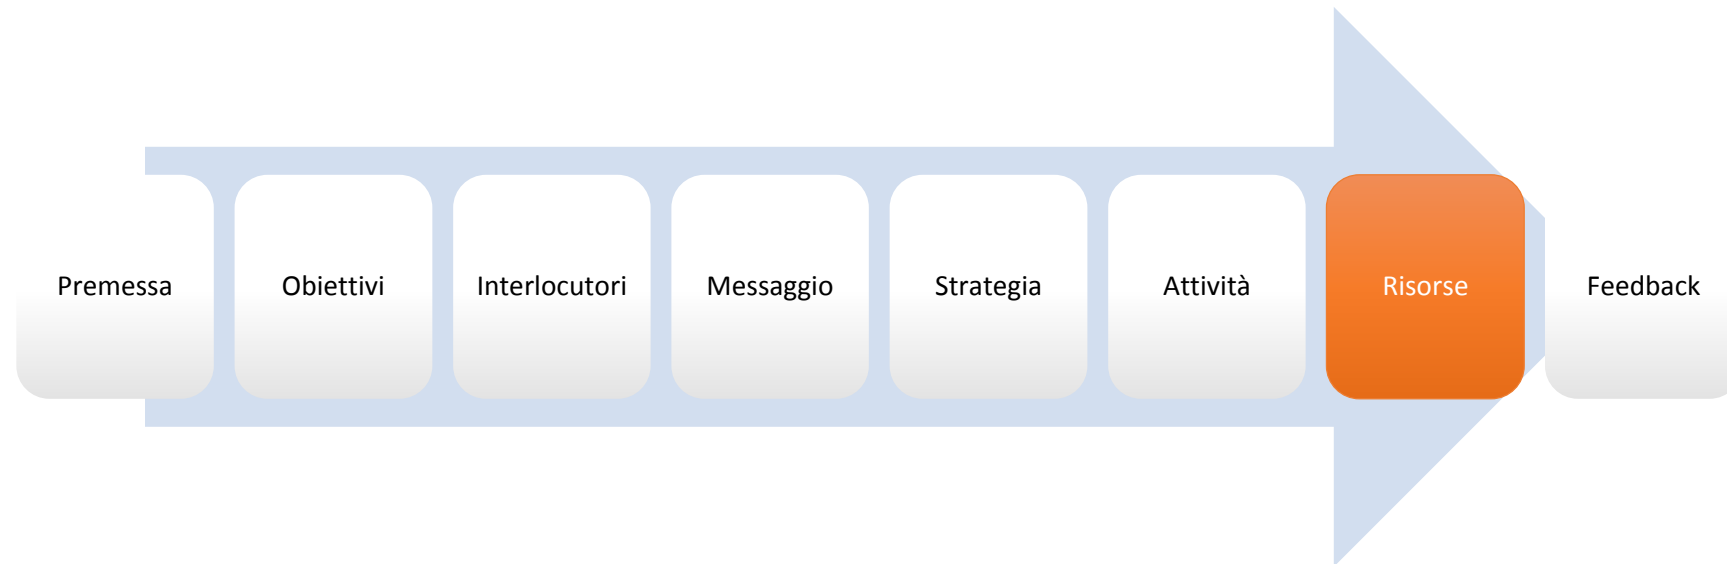 Premessa
Obiettivi
Interlocutori
Messaggio
Strategia
Attività
Risorse
Feedback